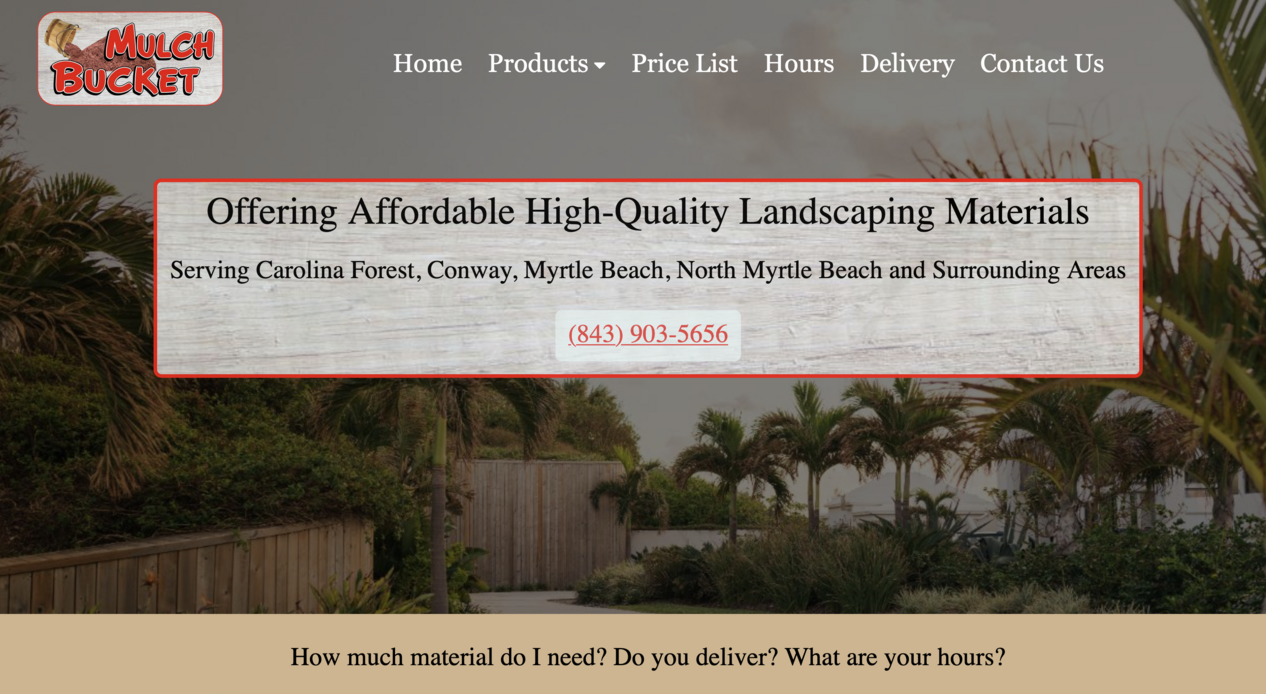 Mulch
Bucket
Home Products Price List Hours Delivery Contact Us
Offering Affordable High-Quality Landscaping Materials
Serving Carolina Forest, Conway, Myrtle Beach, North Myrtle Beach and Surrounding Areas
(843) 903-5656
How much material do I need? Do you deliver? What are your hours?